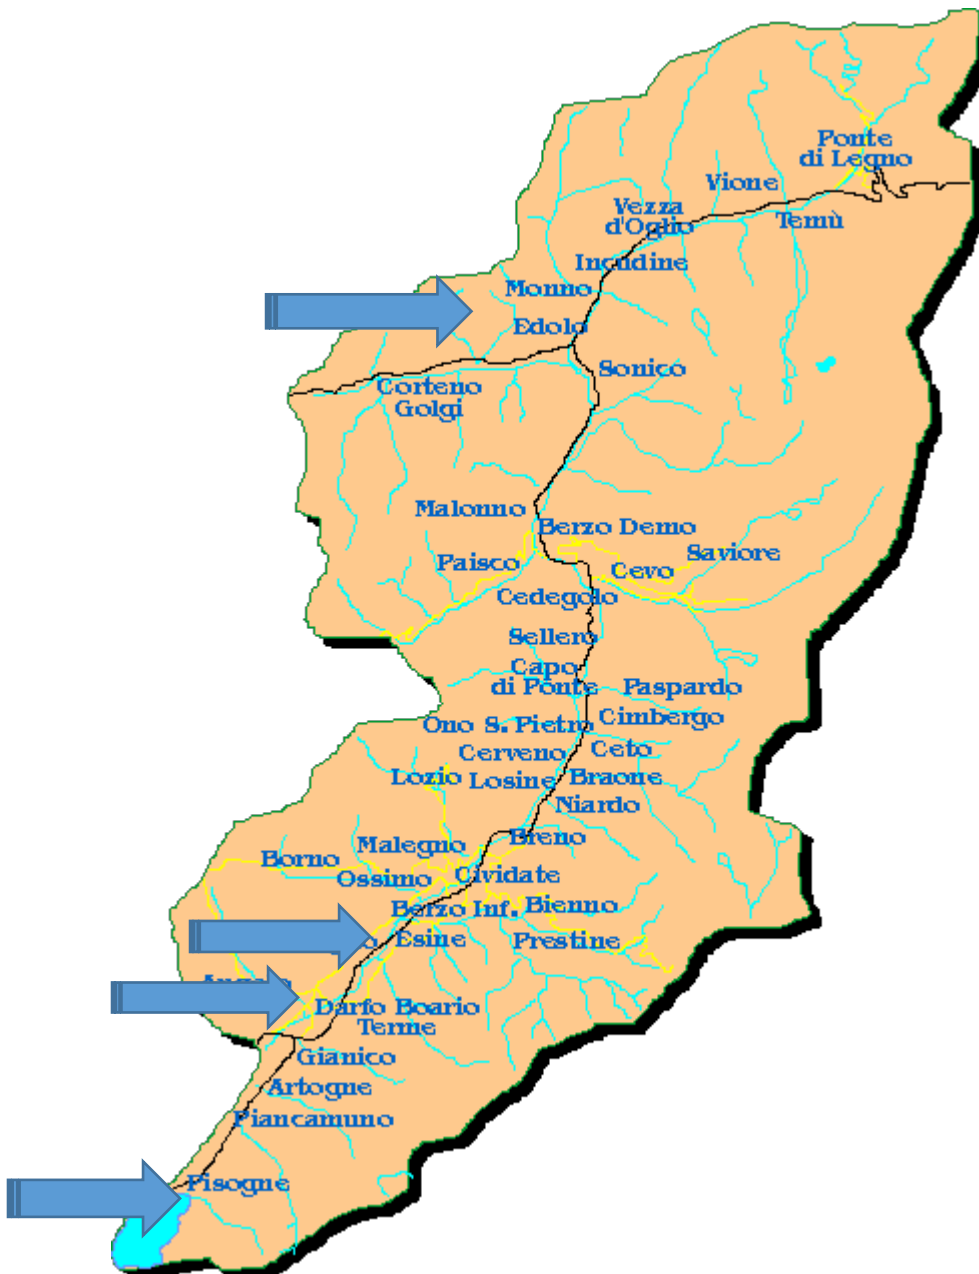 Ponte
di Legno
Vione
Vezza
d'Oglio
Temù
Incudine
Monno
Edolo
Sonico
Corteno
Golgi
Malonno
Berzo Demo
Saviore
Paisco
Cevo
Cedegolo
Sellero
Capo
di Ponte
Paspardo
Ono S. Pietro
Cimbergo
Cerveno
Ceto
Lozio
Losine
Braone
Niardo
Breno
Malegno
Borno
Ossimo
Cividate
Berzo Inf.
Bienno
Esine
Prestine
Darfo Boario
Terme
Gianico
Artogne
Piancamuno
Pisogne